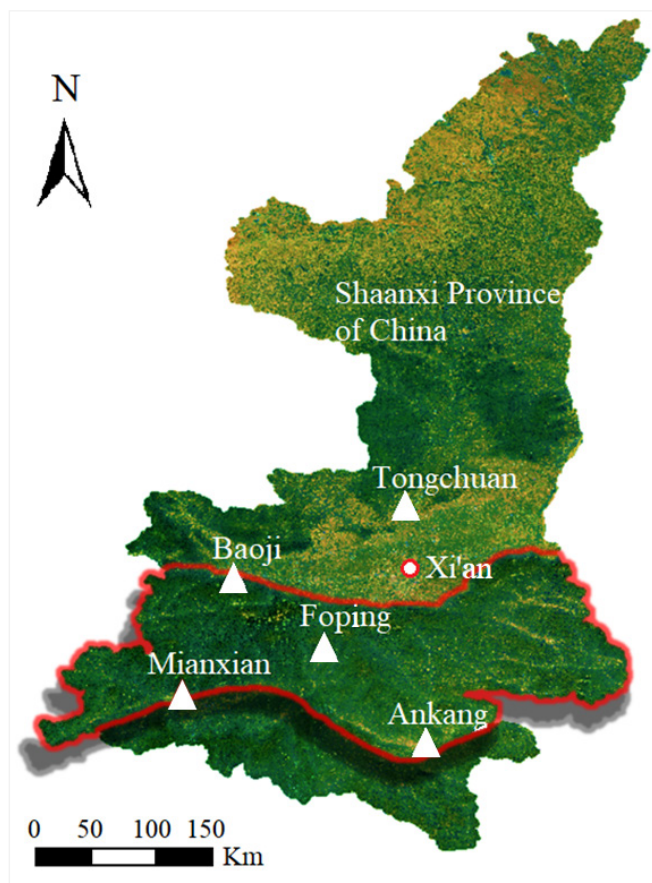 N
Shaanxi Province
of China
Tongchuan
Baoji
Xi'an
Foping
Mianxian
Ankang
0 50 100 150
Km